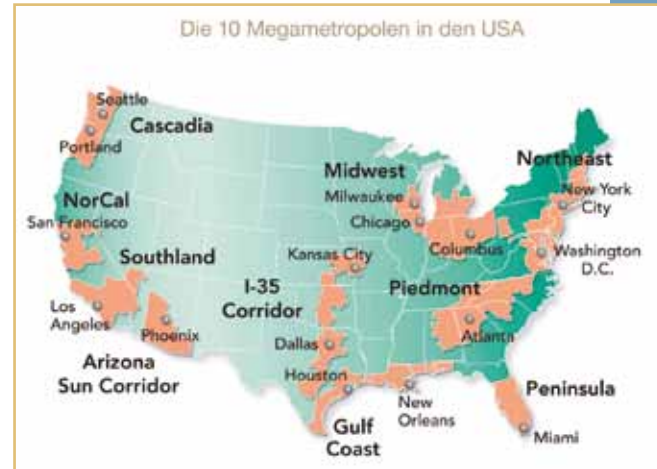 Die 10 Megametropolen in den USA
Seattle
Cascadia
Portland
Midwest
Northeast
Milwaukee
New York
City
NorCal
San Francisco
Chicago
Southland
Kansas City
Columbus
Washington
D.C.
I-35
Corridor
Piedmont
Los
Angeles
Phoenix
Dallas
Atlanta
Arizona
Sun Corridor
Houston
Peninsula
New
Orleans
Gulf
Coast
Miami